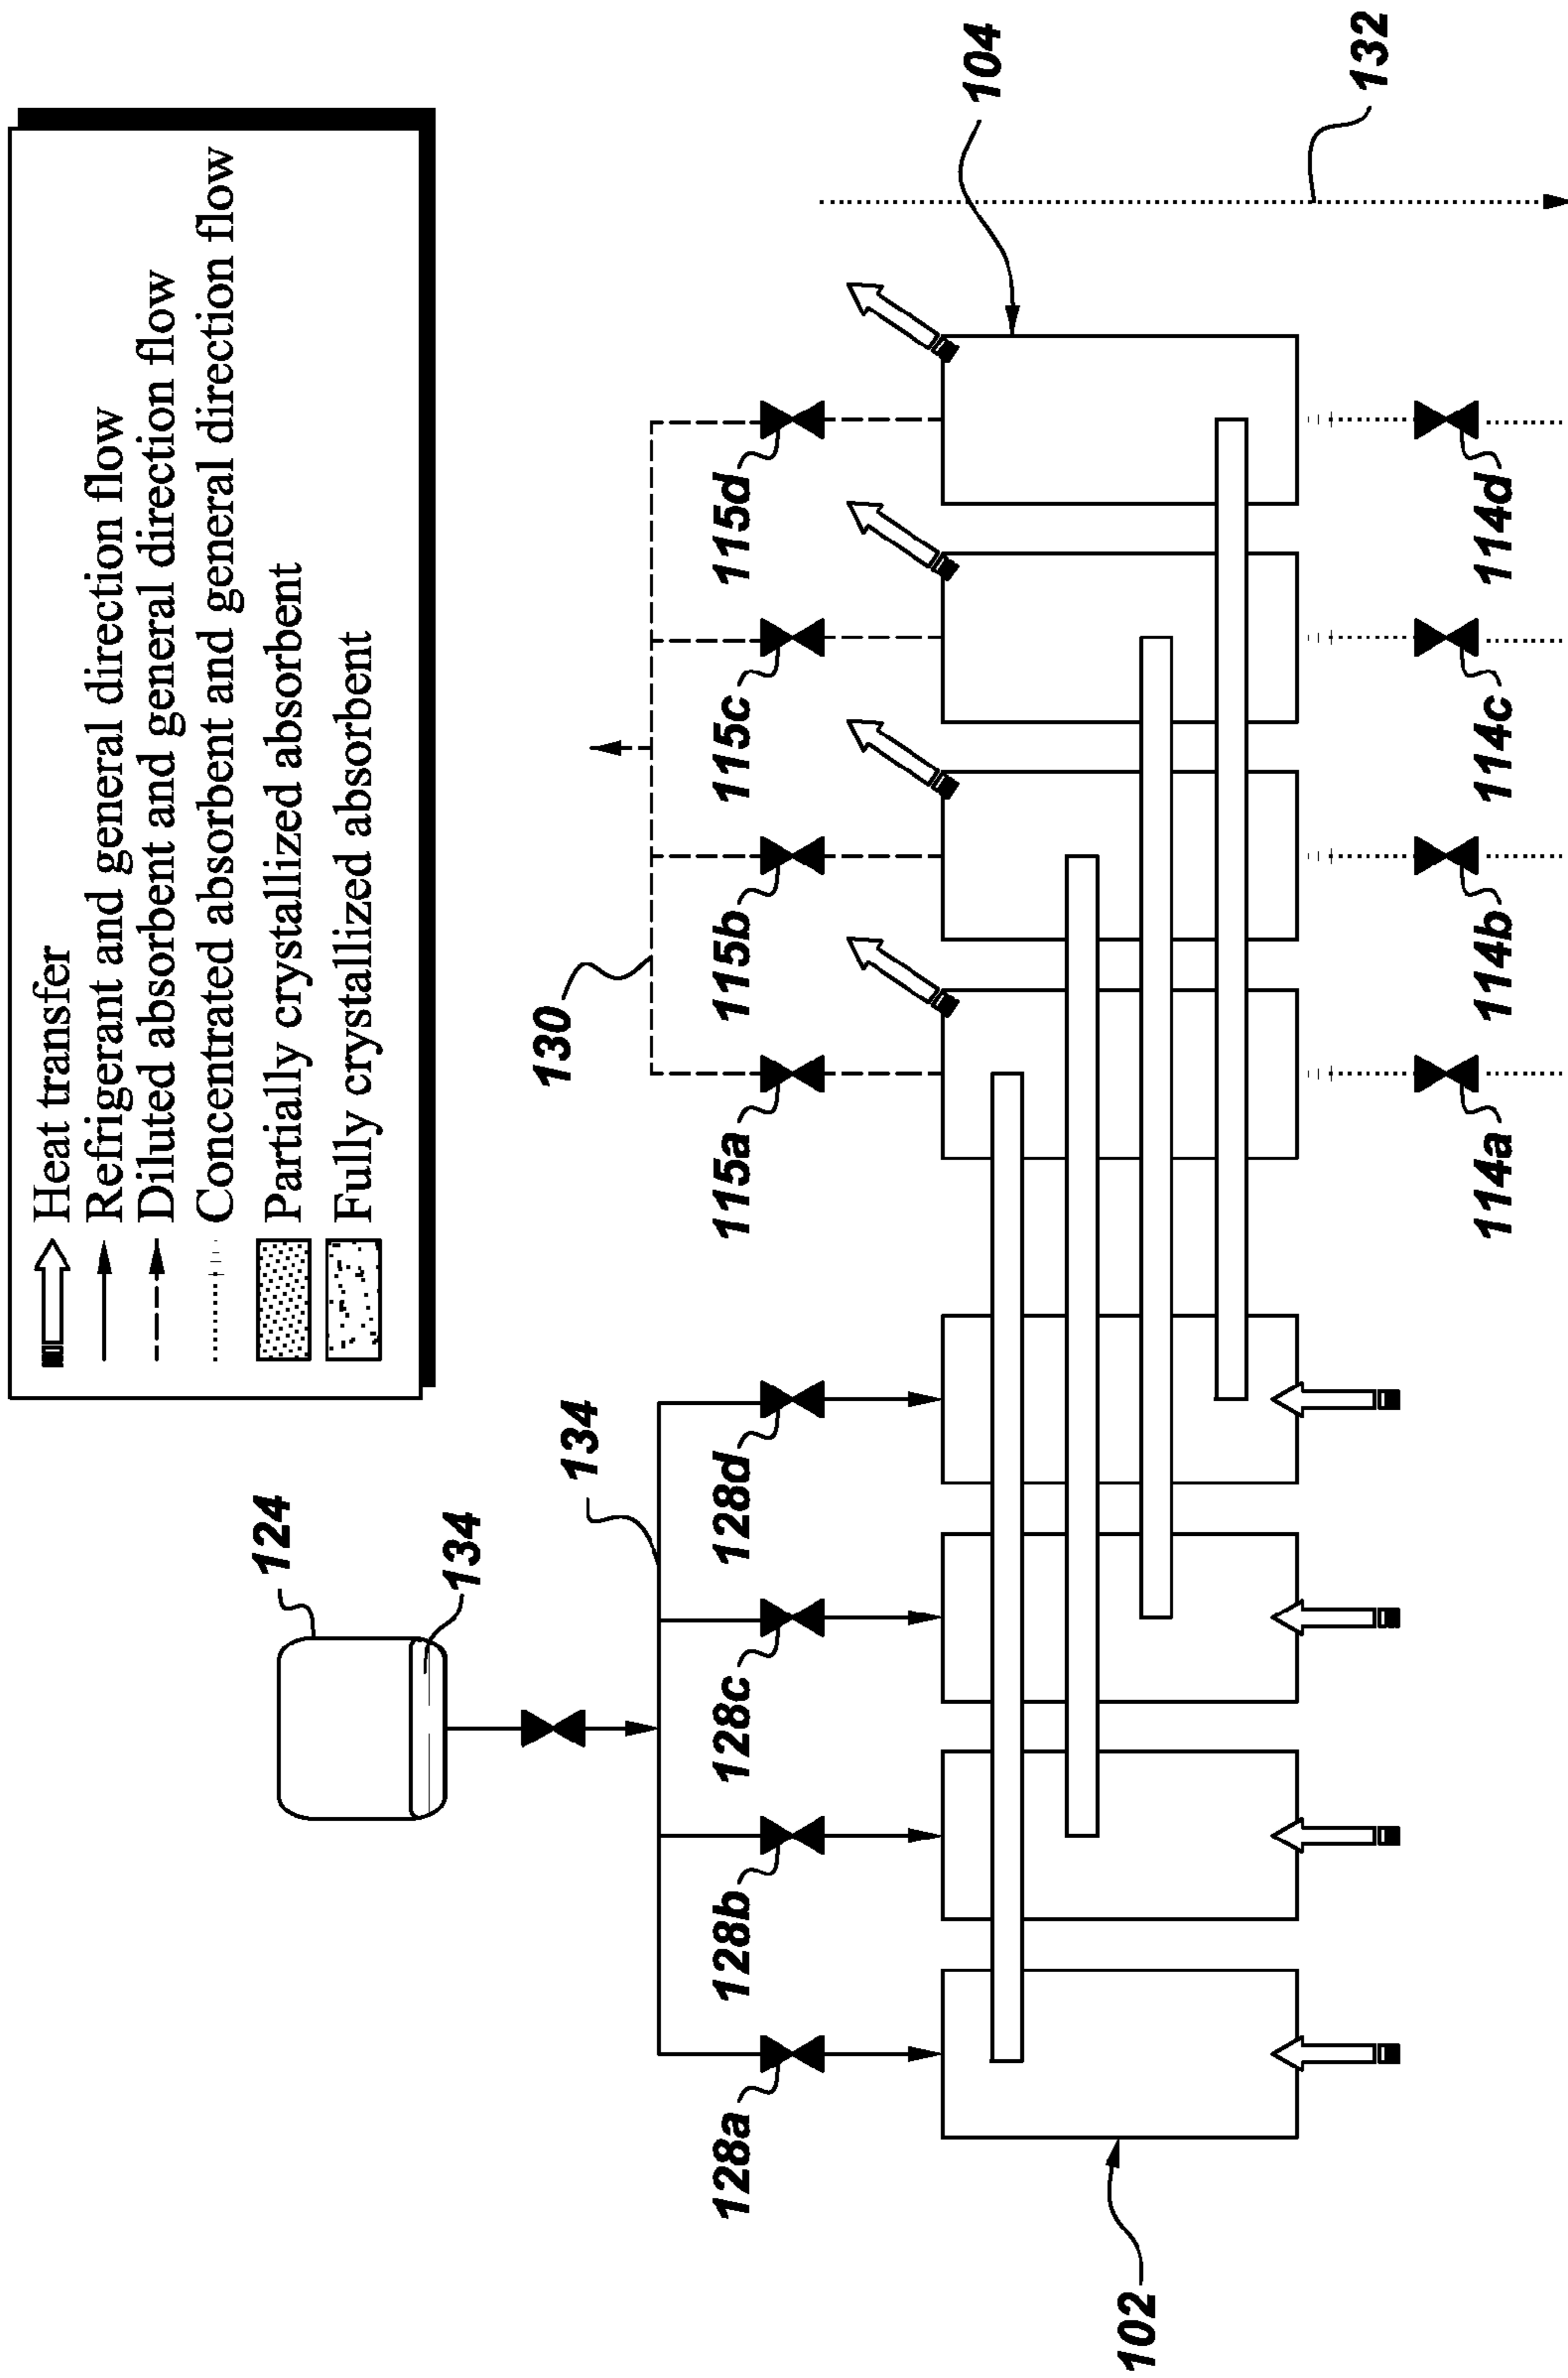 Heat transfer
Refrigerant and general direction flow
Diluted absorbent and general direction flow
Concentrated absorbent and general direction flow
Partially crystallized absorbent
Fully crystallized absorbent
124
134
134
130
128a
128b
128c
128d
115a
115b
115c
115d
104
102
132
114a
114b
114c
114d